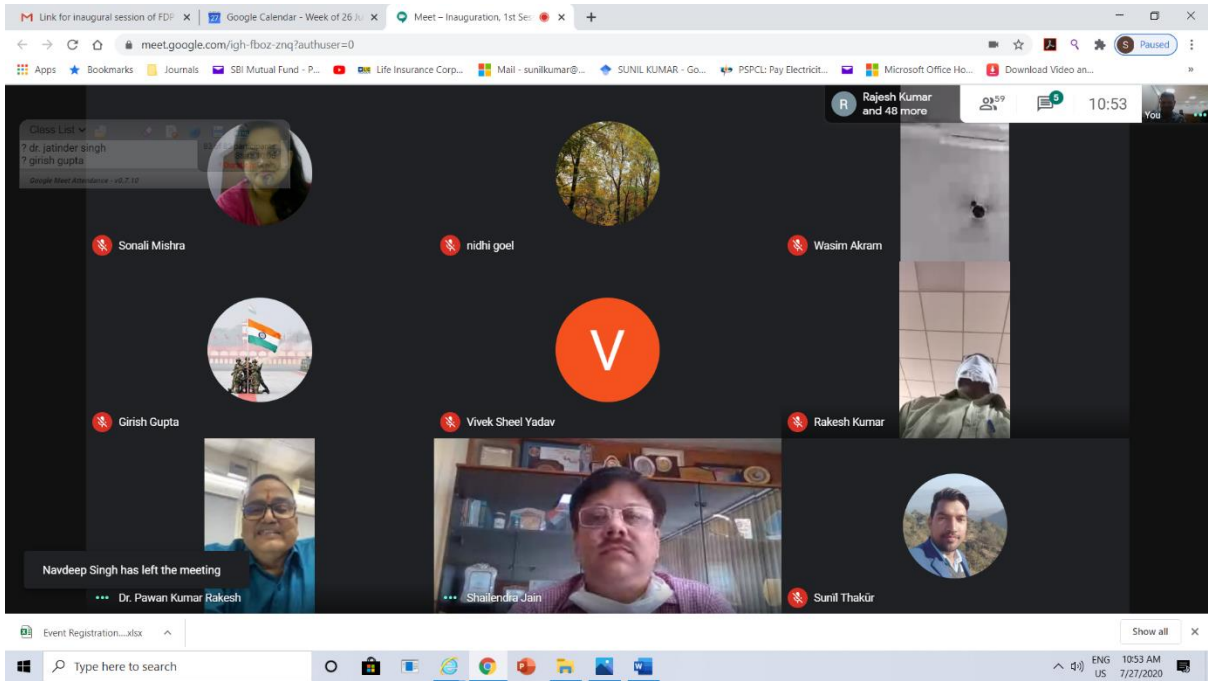 Link for inaugural session of FDP
Google Calendar - Week of 26 Ju
Meet – Inauguration, 1st Ses
meet.google.com/igh-fboz-znq?authuser=0
S Paused
Apps Bookmarks Journals SBI Mutual Fund - P... Life Insurance Corp... Mail - sunilkumar@... SUNIL KUMAR - Go... PSPCL: Pay Electricit... Microsoft Office Ho... Download Video an... »
R Rajesh Kumar
and 48 more
59
5
10:53
You
Class List
? dr. jatinder singh
? girish gupta
Google Meet Attendance - v0.7.10
Sonali Mishra
nidhi goel
Wasim Akram
V
Girish Gupta
Vivek Sheel Yadav
Rakesh Kumar
Navdeep Singh has left the meeting
Dr. Pawan Kumar Rakesh
Shailendra Jain
Sunil Thakür
Event Registration....xlsx
Show all
Type here to search
ENG
US
10:53 AM
7/27/2020